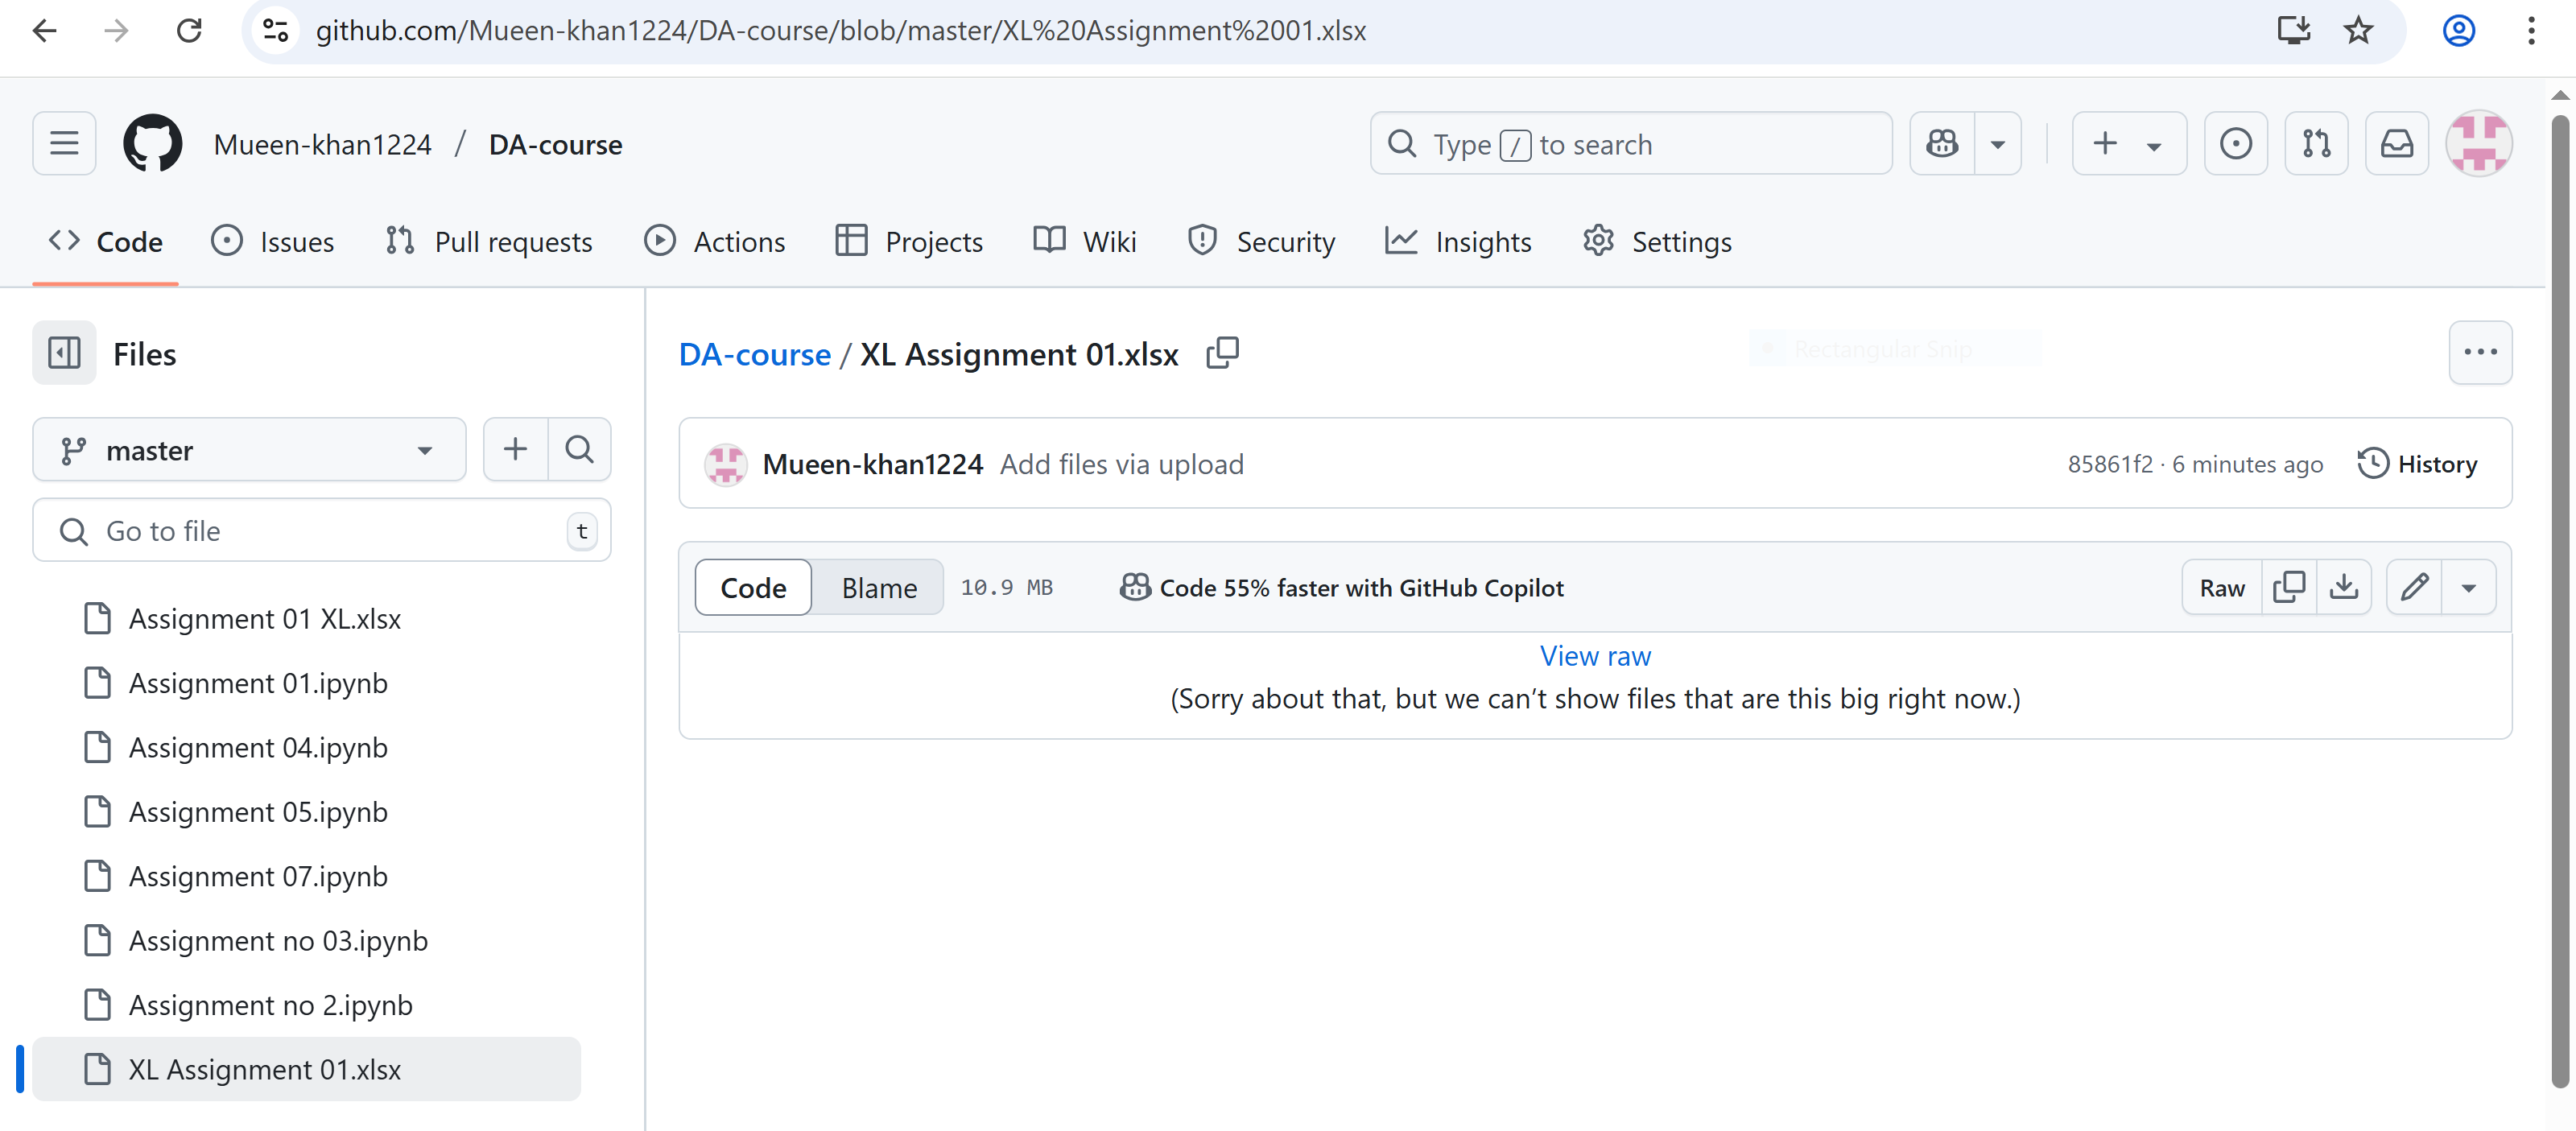 github.com/Mueen-khan1224/DA-course/blob/master/XL%20Assignment%2001.xlsx
Mueen-khan1224 / DA-course
Type / to search
Code Issues Pull requests Actions Projects Wiki Security Insights Settings
Files
master
Go to file t
Assignment 01 XL.xlsx
Assignment 01.ipynb
Assignment 04.ipynb
Assignment 05.ipynb
Assignment 07.ipynb
Assignment no 03.ipynb
Assignment no 2.ipynb
XL Assignment 01.xlsx
DA-course / XL Assignment 01.xlsx
Rectangular Snip
Mueen-khan1224 Add files via upload 85861f2 · 6 minutes ago History
Code Blame 10.9 MB Code 55% faster with GitHub Copilot Raw
View raw
(Sorry about that, but we can’t show files that are this big right now.)